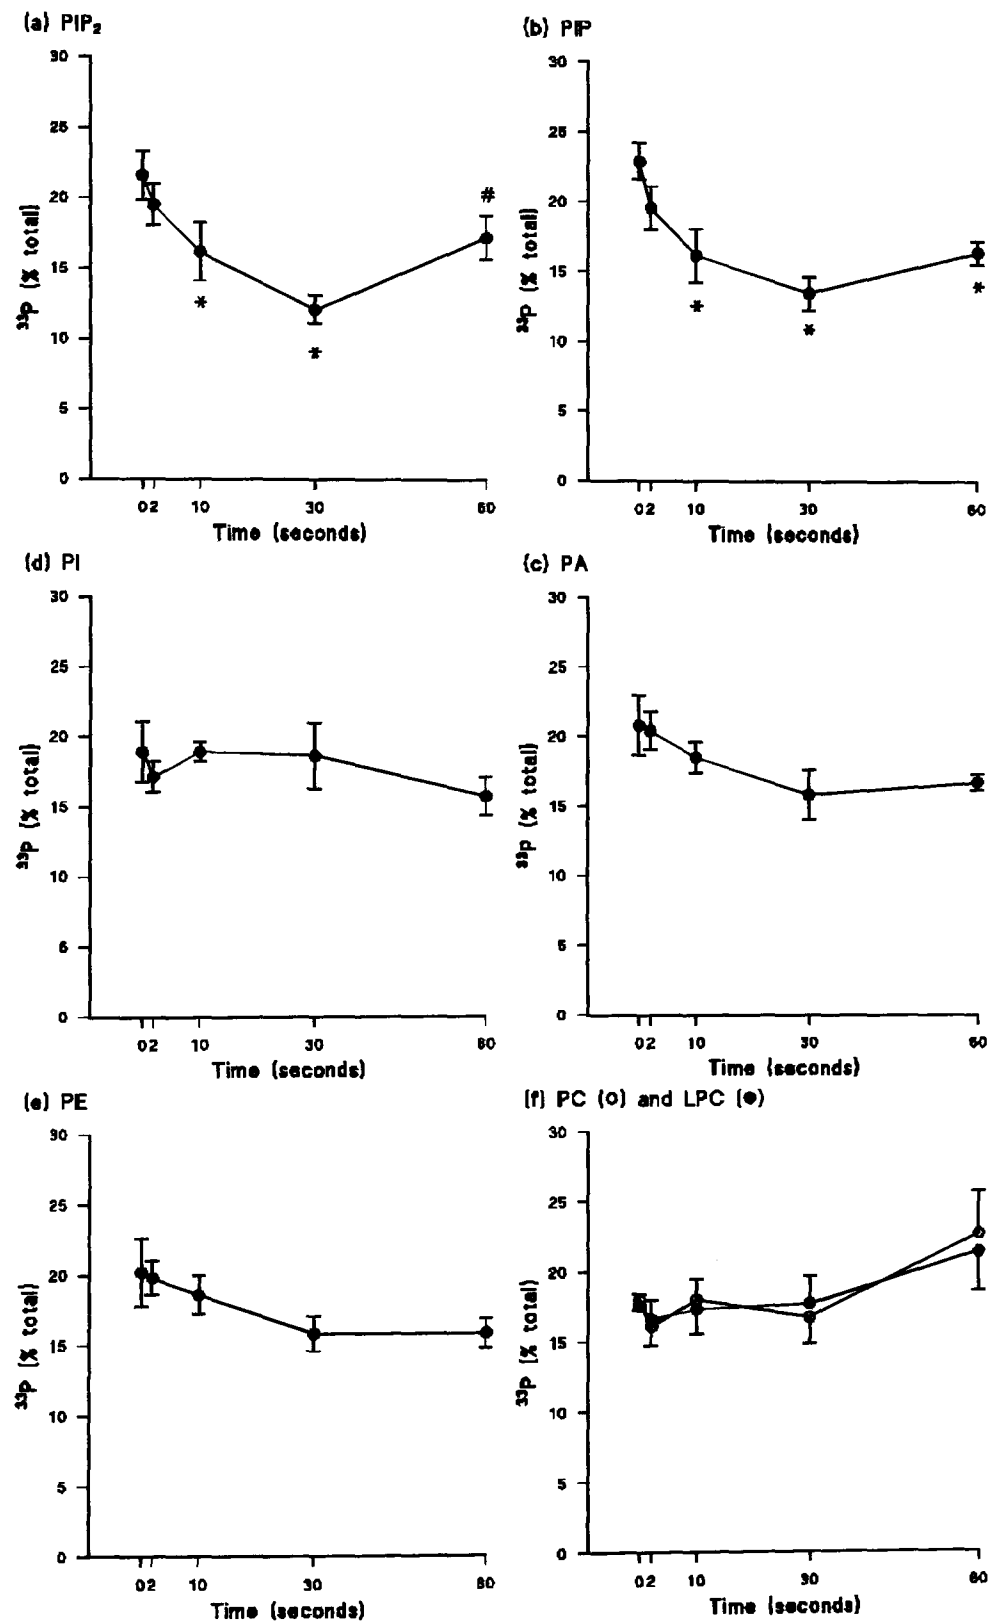 (a) PIP₂
30
25
20
15
10
5
0
³³P (% total)
#
*
*
0 2 10 30 60
Time (seconds)
(b) PIP
30
25
20
15
10
5
0
³³P (% total)
*
*
*
0 2 10 30 60
Time (seconds)
(d) PI
30
25
20
15
10
5
0
³³P (% total)
0 2 10 30 60
Time (seconds)
(c) PA
30
25
20
15
10
5
0
³³P (% total)
0 2 10 30 60
Time (seconds)
(e) PE
30
25
20
15
10
5
0
³³P (% total)
0 2 10 30 60
Time (seconds)
(f) PC (o) and LPC (●)
30
25
20
15
10
5
0
³³P (% total)
0 2 10 30 60
Time (seconds)